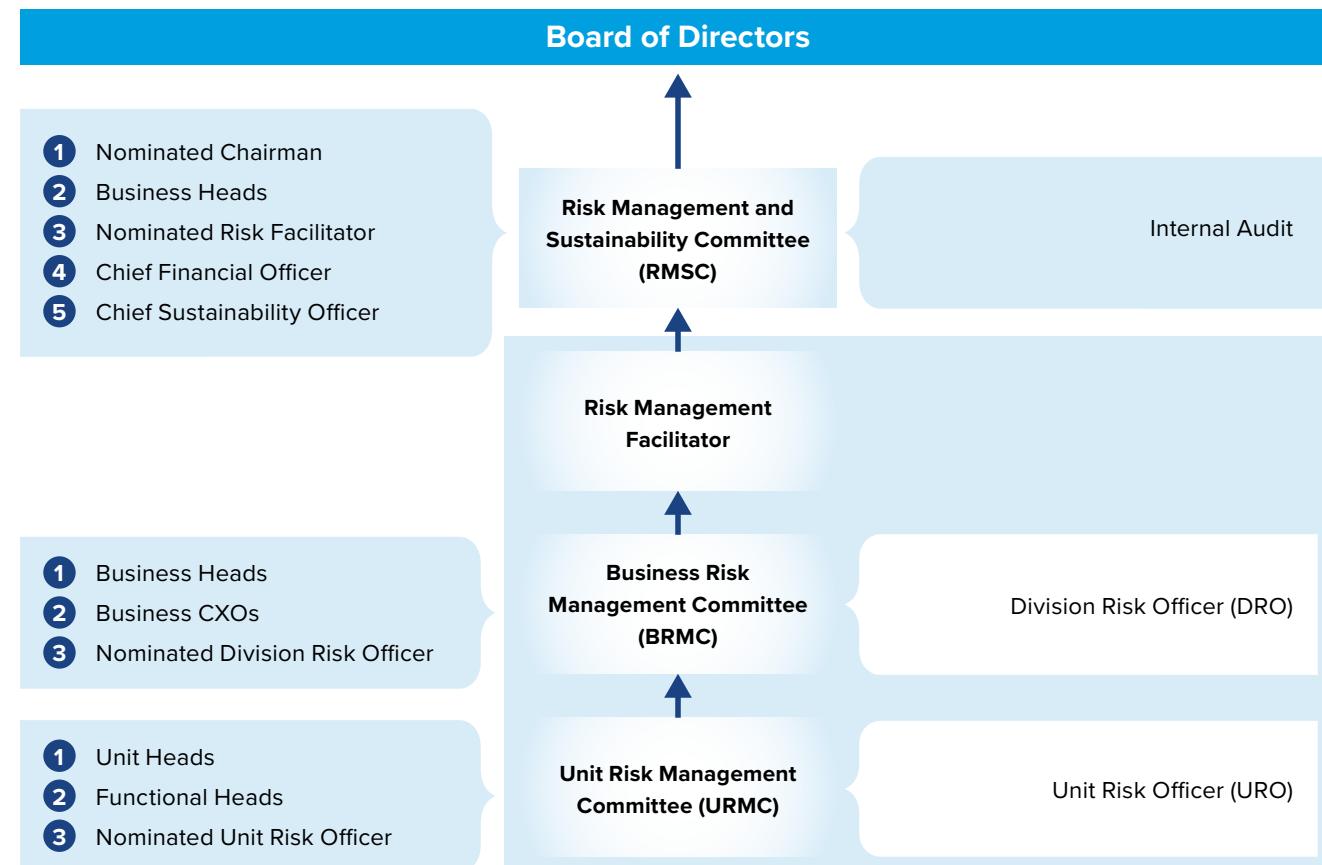 Board of Directors
1 Nominated Chairman
2 Business Heads
3 Nominated Risk Facilitator
4 Chief Financial Officer
5 Chief Sustainability Officer
Risk Management and
Sustainability Committee
(RMSC)
Internal Audit
Risk Management
Facilitator
1 Business Heads
2 Business CXOs
3 Nominated Division Risk Officer
Business Risk
Management Committee
(BRMC)
Division Risk Officer (DRO)
1 Unit Heads
2 Functional Heads
3 Nominated Unit Risk Officer
Unit Risk Management
Committee (URMC)
Unit Risk Officer (URO)